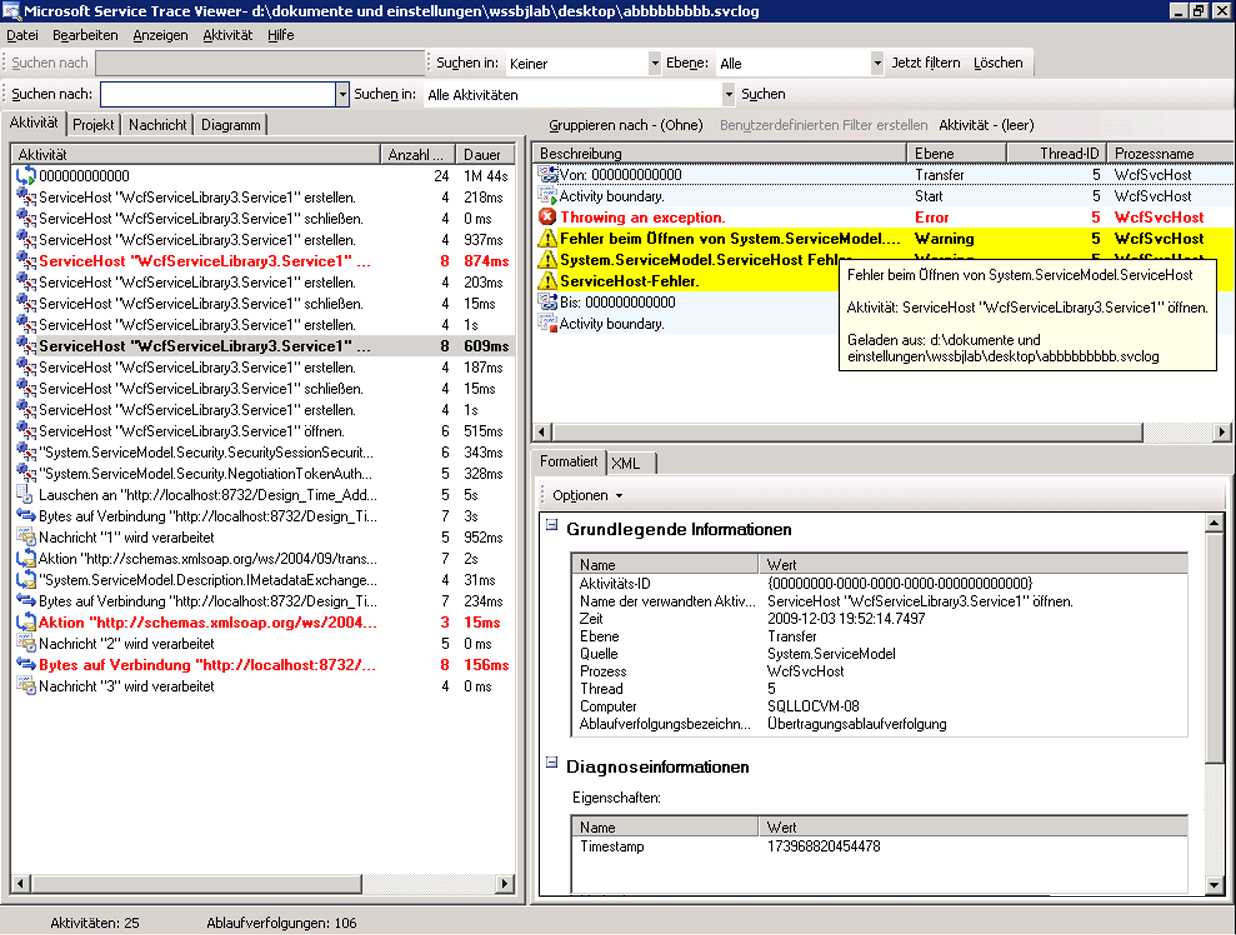 Microsoft Service Trace Viewer- d:\dokumente und einstellungen\wssbjlab\desktop\abbbbbbbbb.svclog
Datei Bearbeiten Anzeigen Aktivität Hilfe
Suchen nach Suchen in: Keiner Ebene: Alle Jetzt filtern Löschen
Suchen nach: Suchen in: Alle Aktivitäten Suchen
Aktivität Projekt Nachricht Diagramm
Aktivität Anzahl ... Dauer
000000000000 24 1M 44s
ServiceHost "WcfServiceLibrary3.Service1" erstellen. 4 218ms
ServiceHost "WcfServiceLibrary3.Service1" schließen. 4 0 ms
ServiceHost "WcfServiceLibrary3.Service1" erstellen. 4 937ms
ServiceHost "WcfServiceLibrary3.Service1" ... 8 874ms
ServiceHost "WcfServiceLibrary3.Service1" erstellen. 4 203ms
ServiceHost "WcfServiceLibrary3.Service1" schließen. 4 15ms
ServiceHost "WcfServiceLibrary3.Service1" erstellen. 4 1s
ServiceHost "WcfServiceLibrary3.Service1" ... 8 609ms
ServiceHost "WcfServiceLibrary3.Service1" erstellen. 4 187ms
ServiceHost "WcfServiceLibrary3.Service1" schließen. 4 15ms
ServiceHost "WcfServiceLibrary3.Service1" erstellen. 4 1s
ServiceHost "WcfServiceLibrary3.Service1" öffnen. 6 515ms
"System.ServiceModel.Security.SecuritySessionSecurit... 6 343ms
"System.ServiceModel.Security.NegotiationTokenAuth... 5 328ms
Lauschen an "http://localhost:8732/Design_Time_Add... 5 5s
Bytes auf Verbindung "http://localhost:8732/Design_Ti... 7 3s
Nachricht "1" wird verarbeitet 5 952ms
Aktion "http://schemas.xmlsoap.org/ws/2004/09/trans... 7 2s
"System.ServiceModel.Description.IMetadataExchange... 4 31ms
Bytes auf Verbindung "http://localhost:8732/Design_Ti... 7 234ms
Aktion "http://schemas.xmlsoap.org/ws/2004... 3 15ms
Nachricht "2" wird verarbeitet 5 0 ms
Bytes auf Verbindung "http://localhost:8732/... 8 156ms
Nachricht "3" wird verarbeitet 4 0 ms
Gruppieren nach - (Ohne) Benutzerdefinierten Filter erstellen Aktivität - (leer)
Beschreibung Ebene Thread-ID Prozessname
Von: 000000000000 Transfer 5 WcfSvcHost
Activity boundary. Start 5 WcfSvcHost
Throwing an exception. Error 5 WcfSvcHost
Fehler beim Öffnen von System.ServiceModel.... Warning 5 WcfSvcHost
System.ServiceModel.ServiceHost Fehler Warning 5 WcfSvcHost
ServiceHost-Fehler.
Bis: 000000000000
Activity boundary.
Fehler beim Öffnen von System.ServiceModel.ServiceHost
Aktivität: ServiceHost "WcfServiceLibrary3.Service1" öffnen.
Geladen aus: d:\dokumente und
einstellungen\wssbjlab\desktop\abbbbbbbbb.svclog
Formatiert XML
Optionen
Grundlegende Informationen
Name Wert
Aktivitäts-ID {00000000-0000-0000-0000-000000000000}
Name der verwandten Aktiv... ServiceHost "WcfServiceLibrary3.Service1" öffnen.
Zeit 2009-12-03 19:52:14.7497
Ebene Transfer
Quelle System.ServiceModel
Prozess WcfSvcHost
Thread 5
Computer SQLLOCVM-08
Ablaufverfolgungsbezeichn... Übertragungsablaufverfolgung
Diagnoseinformationen
Eigenschaften:
Name Wert
Timestamp 173968820454478
Aktivitäten: 25 Ablaufverfolgungen: 106